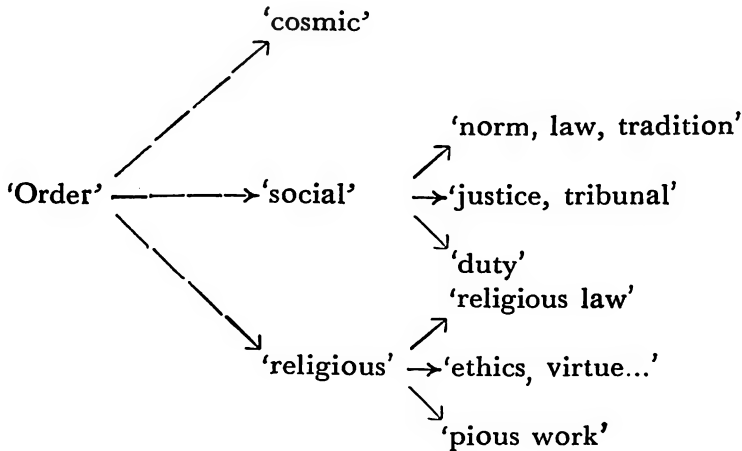 ‘cosmic’
‘norm, law, tradition’
‘Order’ ‘social’ ‘justice, tribunal’
‘duty’
‘religious law’
‘religious’ ‘ethics, virtue...’
‘pious work’